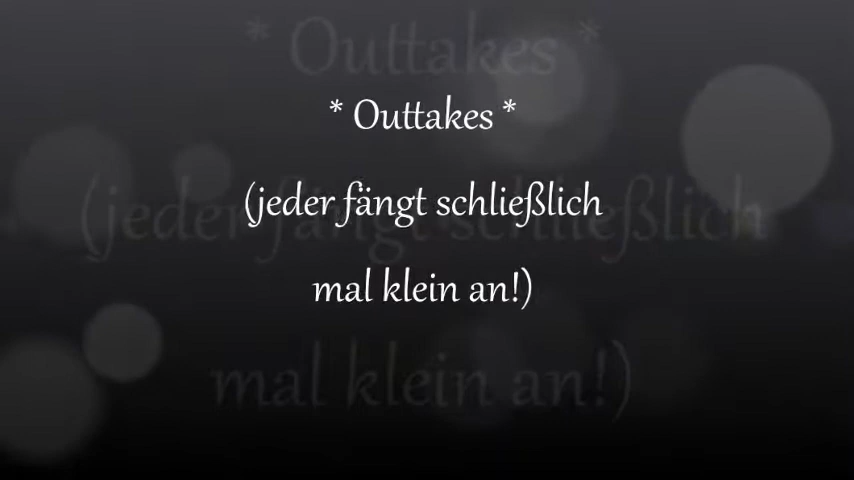 * Outtakes *
(jeder fängt schließlich
mal klein an!)